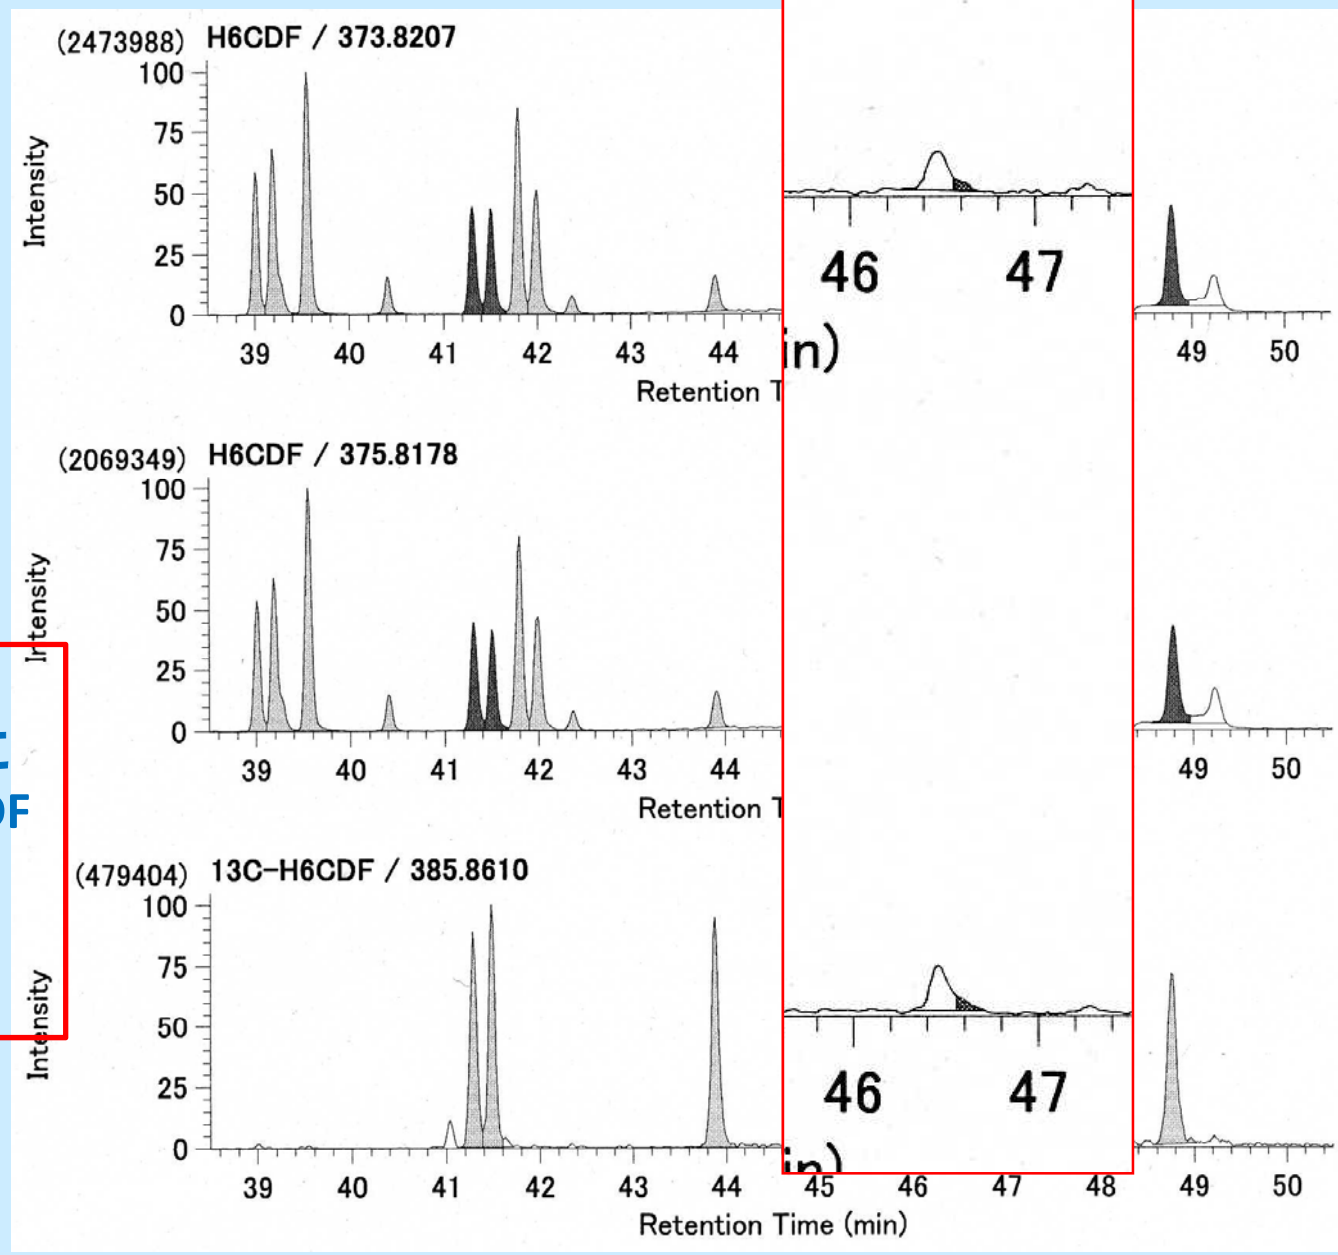 (2473988) H6CDF / 373.8207
100
75
50
25
0
Intensity
39 40 41 42 43 44
Retention T
46 47
in)
49 50
(2069349) H6CDF / 375.8178
100
75
50
25
0
Intensity
39 40 41 42 43 44
Retention T
49 50
DF
(479404) 13C-H6CDF / 385.8610
100
75
50
25
0
Intensity
46 47
in)
39 40 41 42 43 44 45 46 47 48 49 50
Retention Time (min)